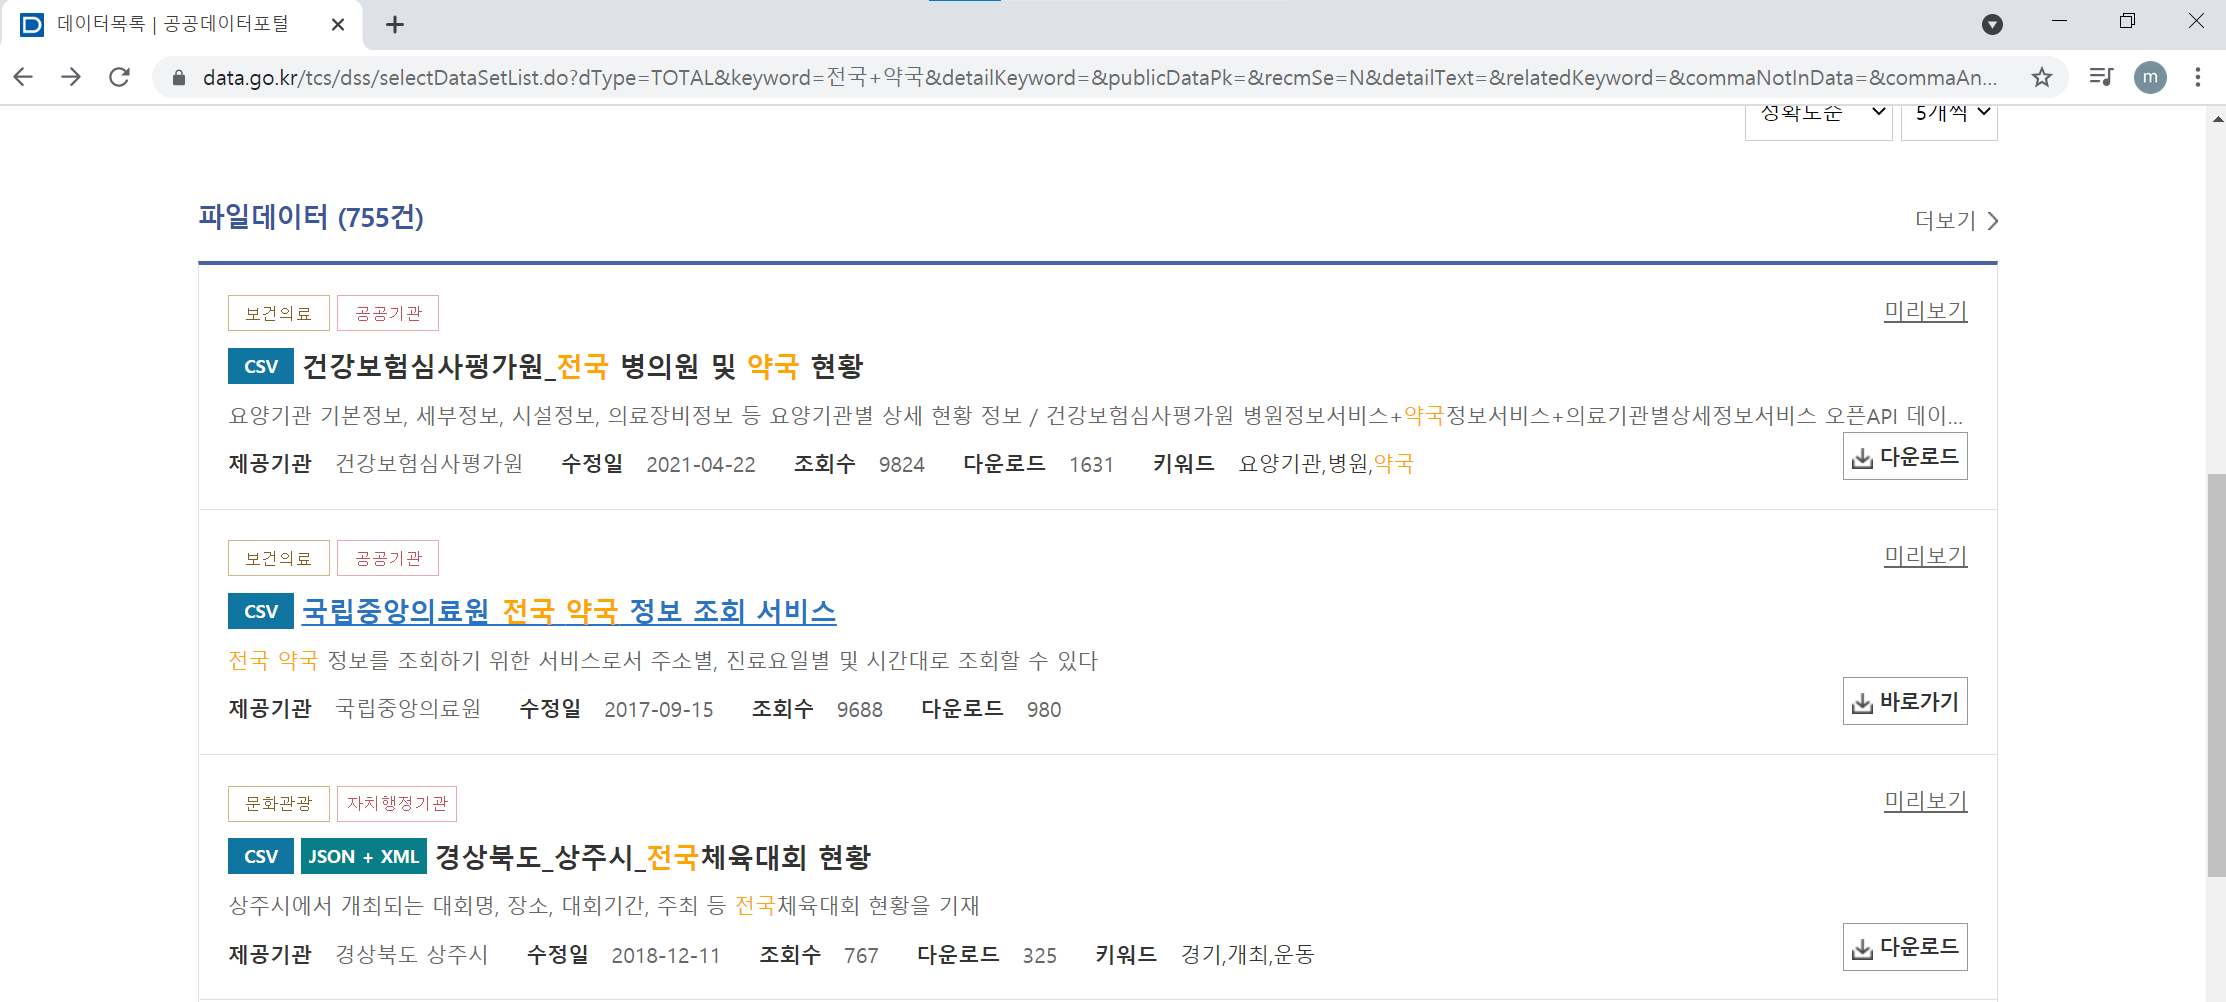 데이터목록 | 공공데이터포털
data.go.kr/tcs/dss/selectDataSetList.do?dType=TOTAL&keyword=전국+약국&detailKeyword=&publicDataPk=&recmSe=N&detailText=&relatedKeyword=&commaNotInData=&commaAn...
m
정확도순 5개씩
파일데이터 (755건)
더보기
보건의료 공공기관
미리보기
CSV 건강보험심사평가원_전국 병의원 및 약국 현황
요양기관 기본정보, 세부정보, 시설정보, 의료장비정보 등 요양기관별 상세 현황 정보 / 건강보험심사평가원 병원정보서비스+약국정보서비스+의료기관별상세정보서비스 오픈API 데이...
제공기관 건강보험심사평가원 수정일 2021-04-22 조회수 9824 다운로드 1631 키워드 요양기관,병원,약국
다운로드
보건의료 공공기관
미리보기
CSV 국립중앙의료원_전국 약국 정보 조회 서비스
전국 약국 정보를 조회하기 위한 서비스로서 주소별, 진료요일별 및 시간대로 조회할 수 있다
제공기관 국립중앙의료원 수정일 2017-09-15 조회수 9688 다운로드 980
바로가기
문화관광 자치행정기관
미리보기
CSV JSON + XML 경상북도_상주시_전국체육대회 현황
상주시에서 개최되는 대회명, 장소, 대회기간, 주최 등 전국체육대회 현황을 기재
제공기관 경상북도 상주시 수정일 2018-12-11 조회수 767 다운로드 325 키워드 경기,개최,운동
다운로드